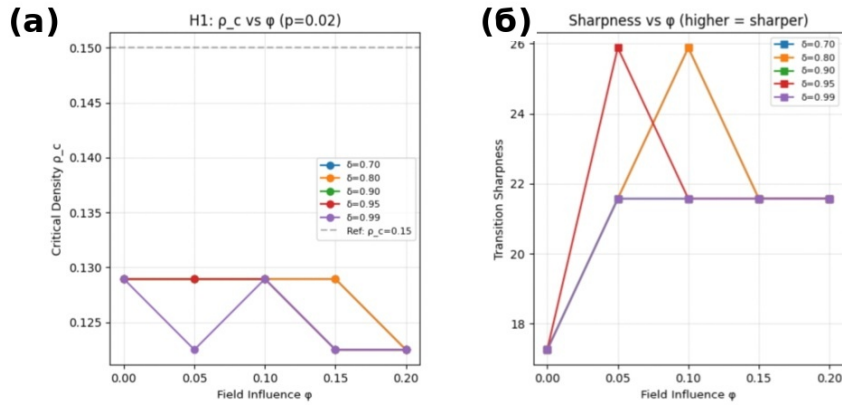 (а)
H1: ρ_c vs φ (p=0.02)
0.150
0.145
0.140
0.135
0.130
0.125
Critical Density ρ_c
δ=0.70
δ=0.80
δ=0.90
δ=0.95
δ=0.99
Ref: ρ_c=0.15
0.00 0.05 0.10 0.15 0.20
Field Influence φ
(б)
Sharpness vs φ (higher = sharper)
26
24
22
20
18
Transition Sharpness
δ=0.70
δ=0.80
δ=0.90
δ=0.95
δ=0.99
0.00 0.05 0.10 0.15 0.20
Field Influence φ